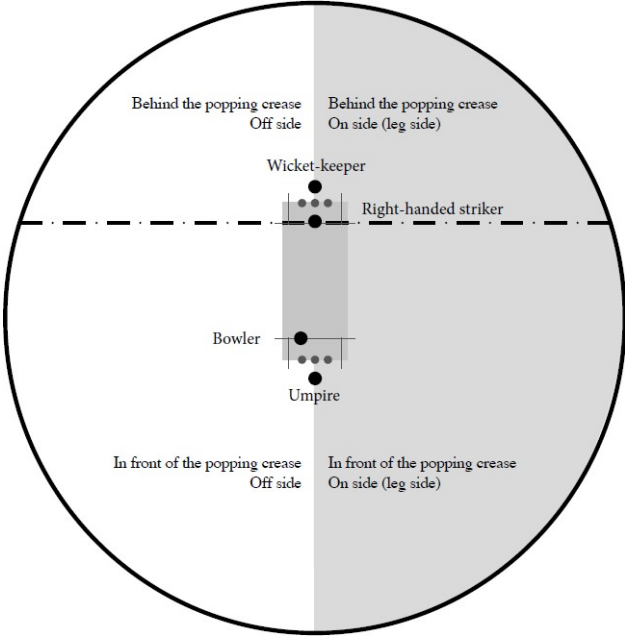 Behind the popping crease
Off side
Behind the popping crease
On side (leg side)
Wicket-keeper
Right-handed striker
Bowler
Umpire
In front of the popping crease
Off side
In front of the popping crease
On side (leg side)